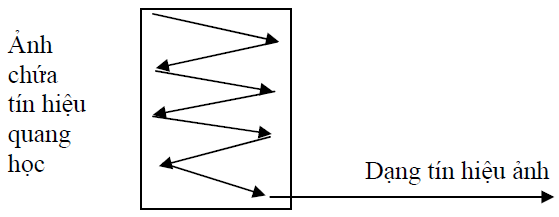 Ảnh
chứa
tín hiệu
quang
học
Dạng tín hiệu ảnh